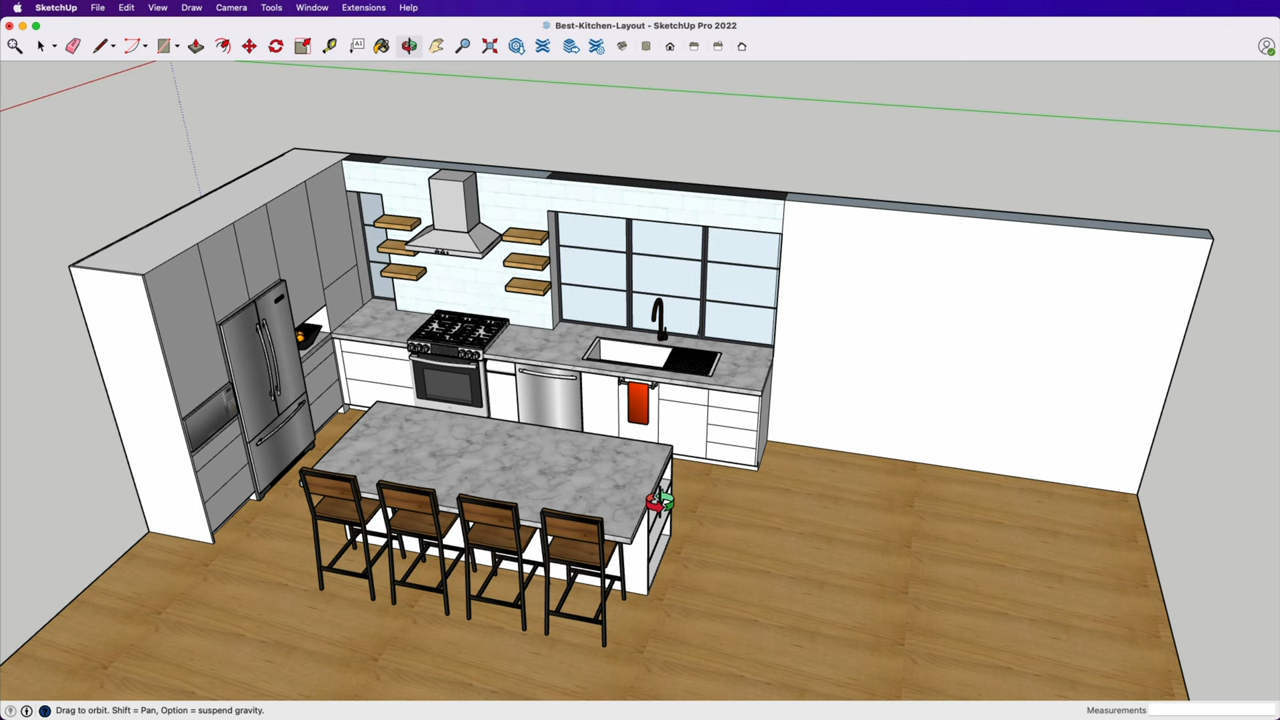 SketchUp File Edit View Draw Tools Camera Window Extensions Help
Best-Kitchen-Layout - SketchUp Pro 2022
A1
Drag to orbit. Shift = Pan, Option = suspend gravity.
Measurements